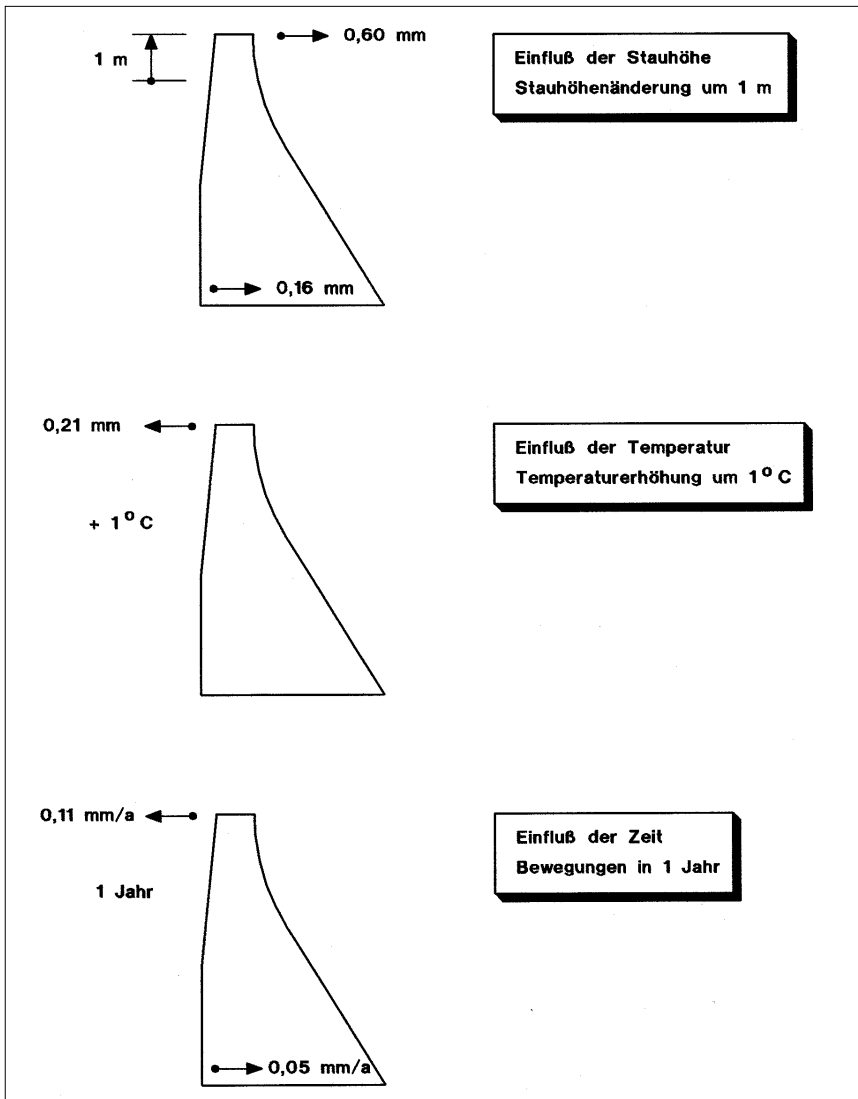 0,60 mm
1 m
Einfluß der Stauhöhe
Stauhöhenänderung um 1 m
0,16 mm
0,21 mm
+ 1° C
Einfluß der Temperatur
Temperaturerhöhung um 1° C
0,11 mm/a
1 Jahr
Einfluß der Zeit
Bewegungen in 1 Jahr
0,05 mm/a